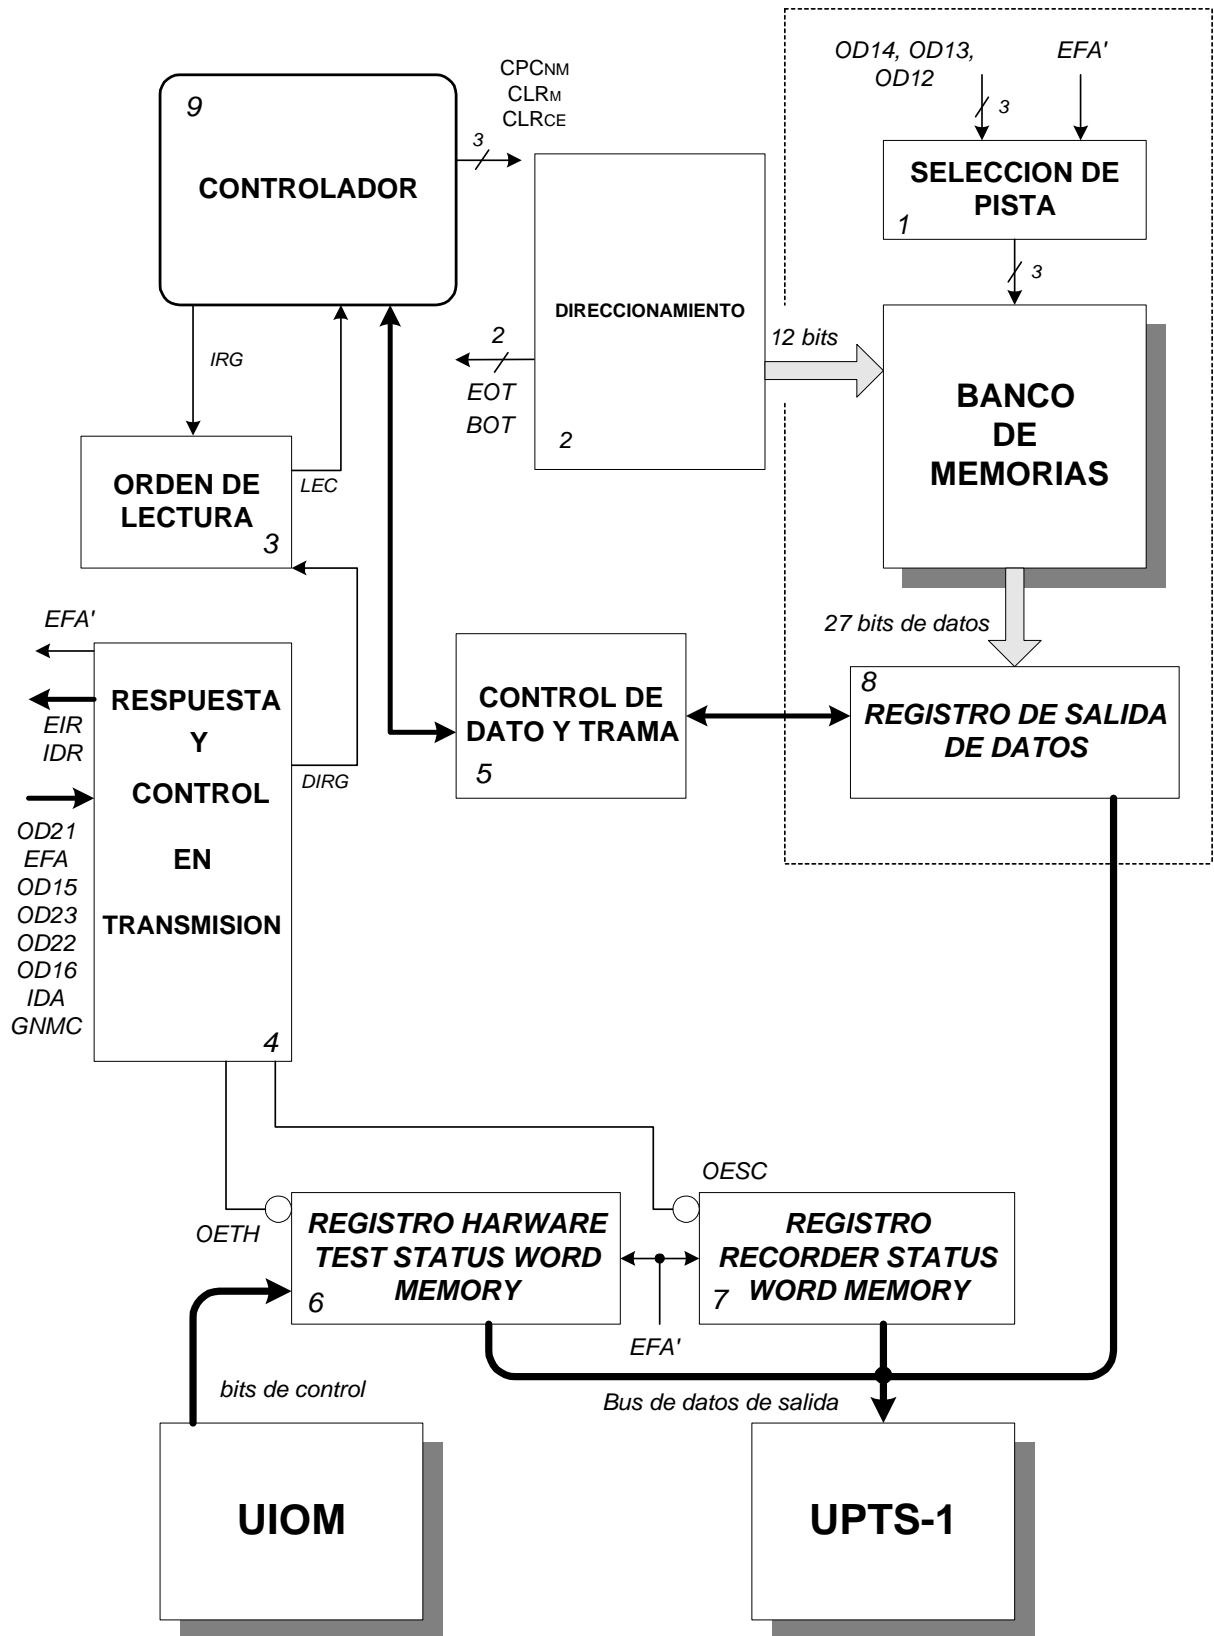 9
CONTROLADOR
CPCNM
CLRM
CLRCE
3
OD14, OD13,
OD12
EFA'
3
SELECCION DE
PISTA
1
3
DIRECCIONAMIENTO
2
2
EOT
BOT
12 bits
BANCO
DE
MEMORIAS
IRG
LEC
ORDEN DE
LECTURA
3
27 bits de datos
EFA'
EIR
IDR
RESPUESTA
Y
CONTROL
EN
TRANSMISION
4
DIRG
OD21
EFA
OD15
OD23
OD22
OD16
IDA
GNMC
CONTROL DE
DATO Y TRAMA
5
8
REGISTRO DE SALIDA
DE DATOS
OETH
OESC
REGISTRO HARWARE
TEST STATUS WORD
MEMORY
6
REGISTRO
RECORDER STATUS
WORD MEMORY
7
EFA'
bits de control
Bus de datos de salida
UIOM
UPTS-1